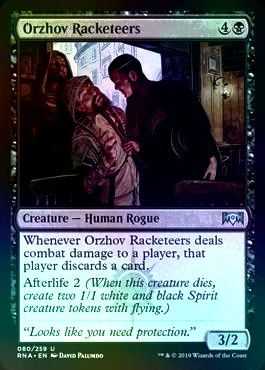 Orzhov Racketeers 4
Creature — Human Rogue
Whenever Orzhov Racketeers deals
combat damage to a player, that
player discards a card.
Afterlife 2 (When this creature dies,
create two 1/1 white and black Spirit
creature tokens with flying.)
"Looks like you need protection."
3/2
080/259 U
RNA • EN DAVID PALUMBO
™ & © 2019 Wizards of the Coast